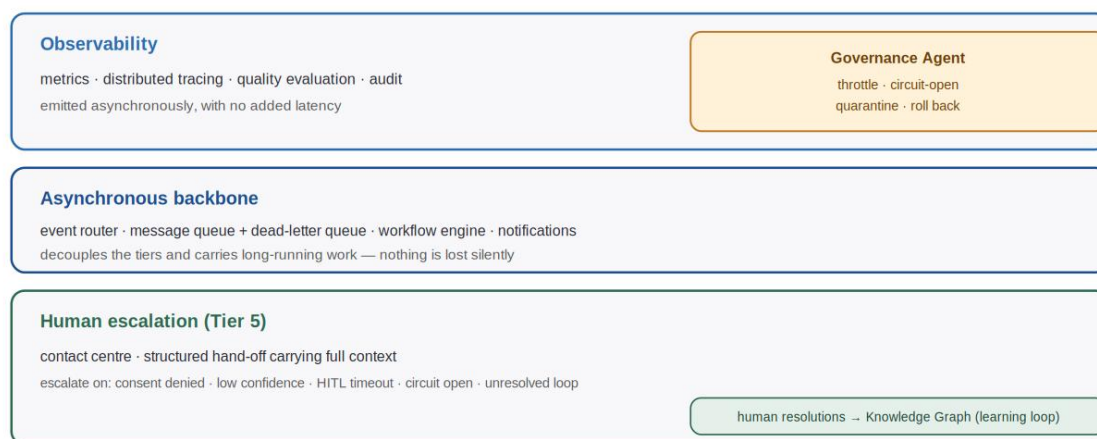 Observability
metrics · distributed tracing · quality evaluation · audit
emitted asynchronously, with no added latency
Governance Agent
throttle · circuit-open
quarantine · roll back
Asynchronous backbone
event router · message queue + dead-letter queue · workflow engine · notifications
decouples the tiers and carries long-running work — nothing is lost silently
Human escalation (Tier 5)
contact centre · structured hand-off carrying full context
escalate on: consent denied · low confidence · HITL timeout · circuit open · unresolved loop
human resolutions → Knowledge Graph (learning loop)